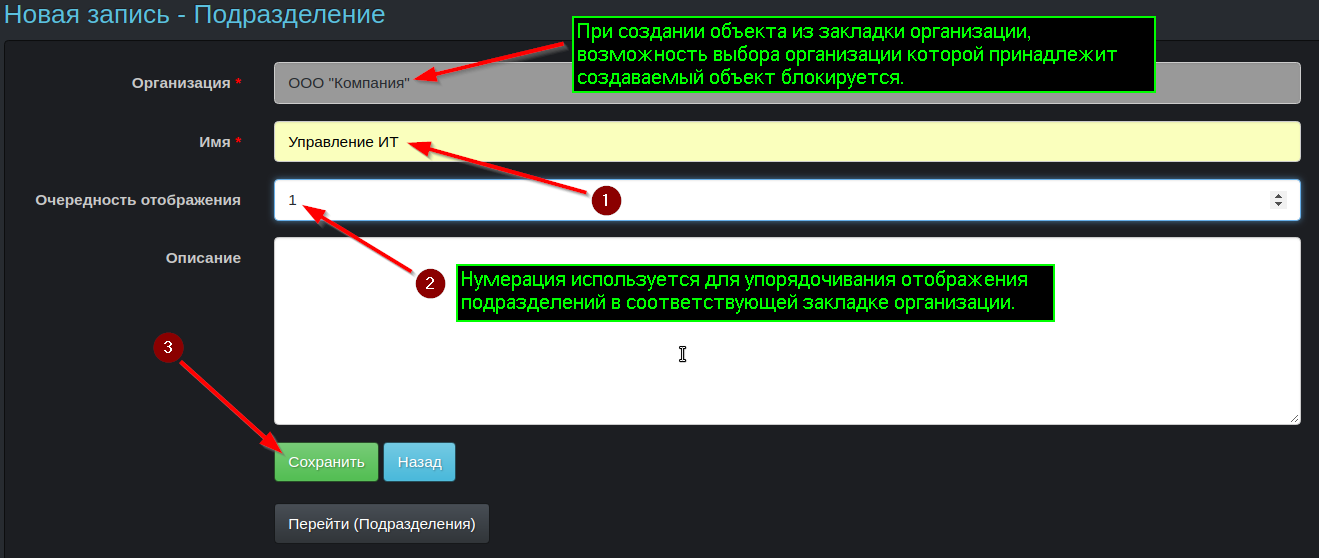 Новая запись - Подразделение
При создании объекта из закладки организации,
возможность выбора организации которой принадлежит
создаваемый объект блокируется.
Организация *
ООО "Компания"
Имя *
Управление ИТ
1
Очередность отображения
1
Описание
2
Нумерация используется для упорядочивания отображения
подразделений в соответствующей закладке организации.
3
Сохранить
Назад
Перейти (Подразделения)